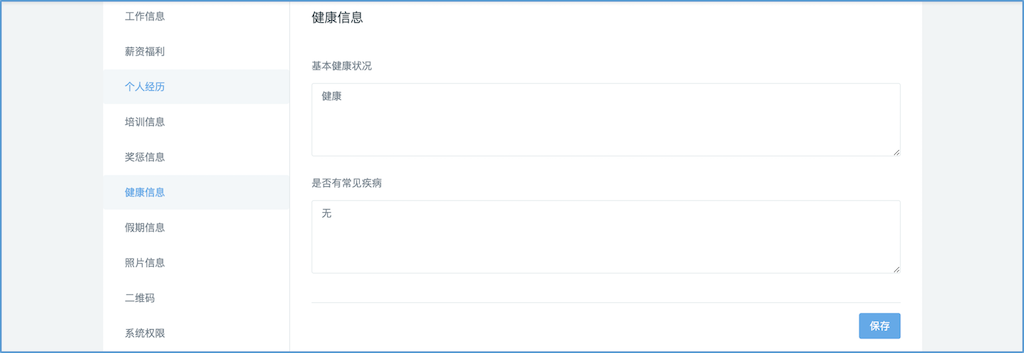 工作信息
薪资福利
个人经历
培训信息
奖惩信息
健康信息
假期信息
照片信息
二维码
系统权限
健康信息
基本健康状况
健康
是否有常见疾病
无
保存